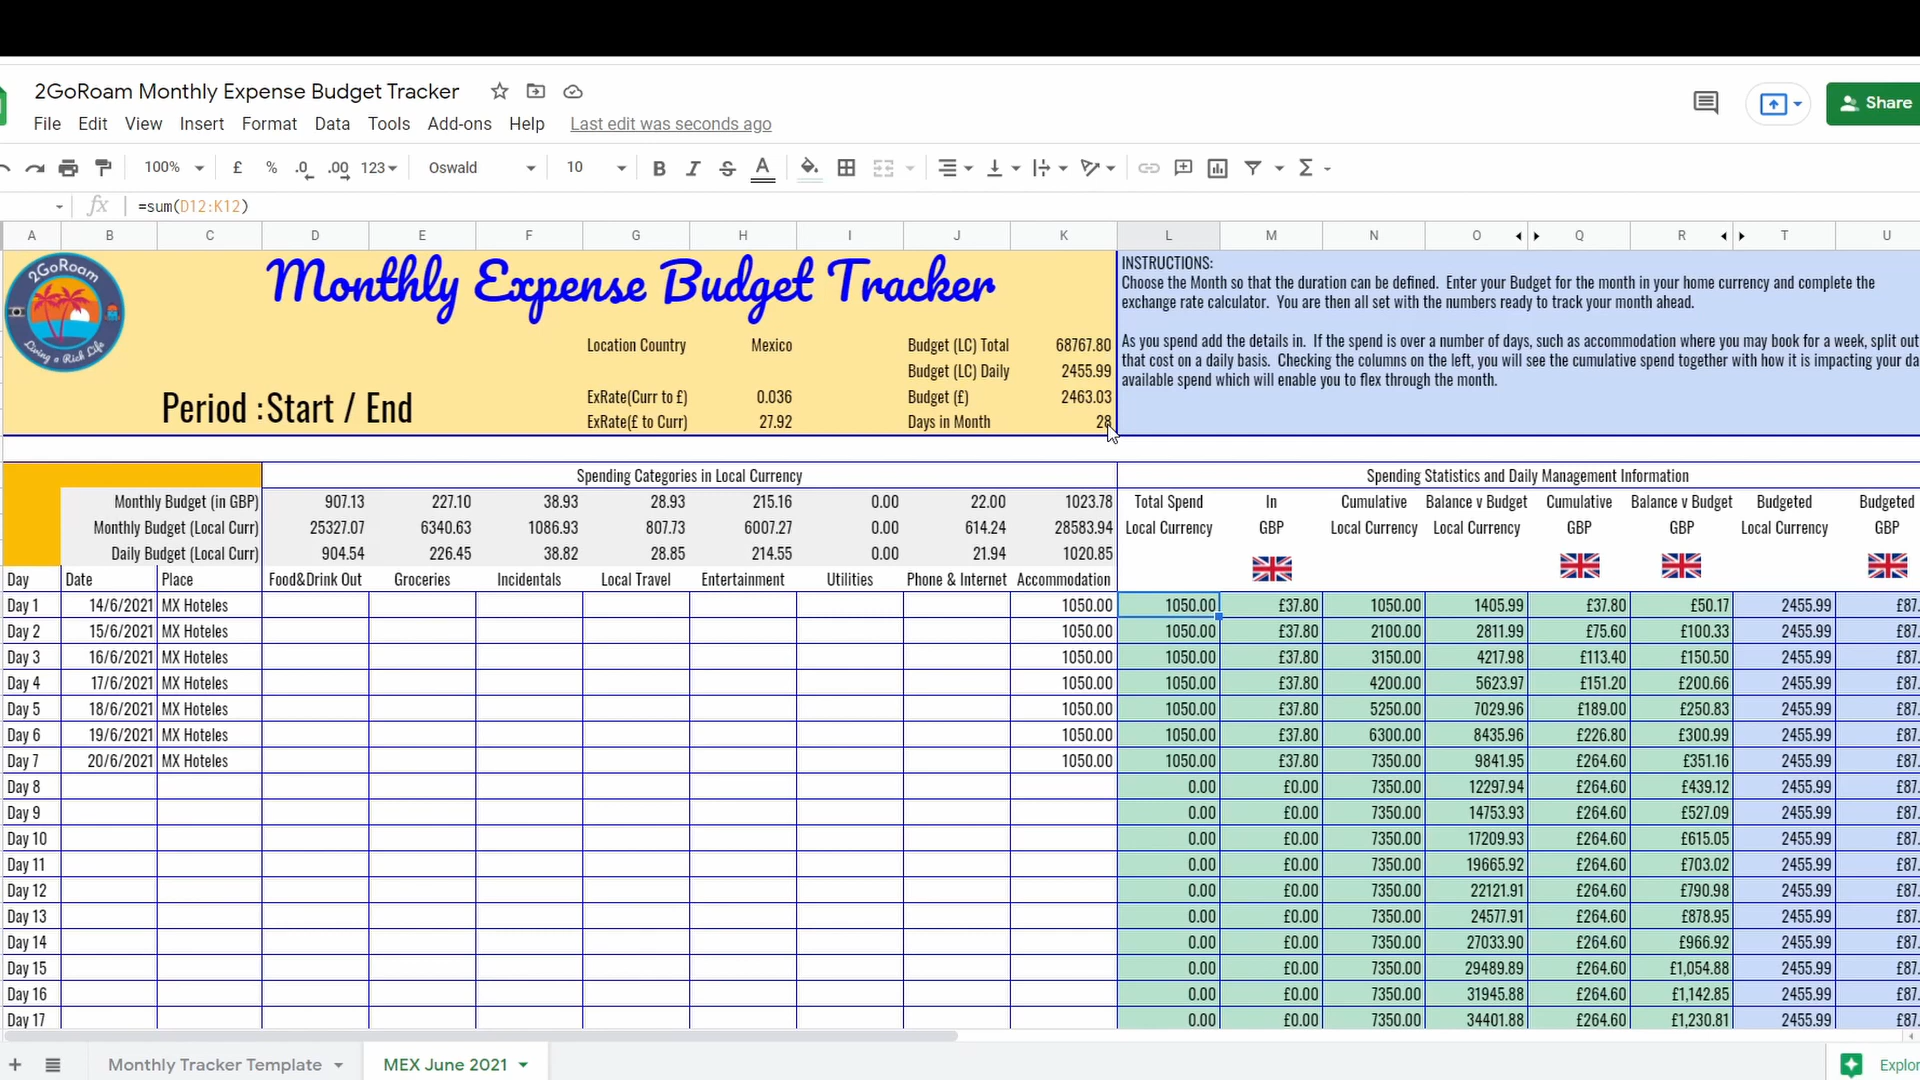 2GoRoam Monthly Expense Budget Tracker
File Edit View Insert Format Data Tools Add-ons Help Last edit was seconds ago
Share
100% £ % .0 .00 123 Oswald 10 B I S A
fx =sum(D12:K12)
A B C D E F G H I J K L M N O Q R T U
2GoRoam
Living a Rich Life
Monthly Expense Budget Tracker
Location Country Mexico Budget (LC) Total 68767.80
Budget (LC) Daily 2455.99
Period :Start / End
ExRate(Curr to £) 0.036 Budget (£) 2463.03
ExRate(£ to Curr) 27.92 Days in Month 28
INSTRUCTIONS:
Choose the Month so that the duration can be defined. Enter your Budget for the month in your home currency and complete the
exchange rate calculator. You are then all set with the numbers ready to track your month ahead.
As you spend add the details in. If the spend is over a number of days, such as accommodation where you may book for a week, split out
that cost on a daily basis. Checking the columns on the left, you will see the cumulative spend together with how it is impacting your da
available spend which will enable you to flex through the month.
Spending Categories in Local Currency Spending Statistics and Daily Management Information
Monthly Budget (in GBP) 907.13 227.10 38.93 28.93 215.16 0.00 22.00 1023.78 Total Spend In Cumulative Balance v Budget Cumulative Balance v Budget Budgeted Budgeted
Monthly Budget (Local Curr) 25327.07 6340.63 1086.93 807.73 6007.27 0.00 614.24 28583.94 Local Currency GBP Local Currency Local Currency GBP GBP Local Currency GBP
Daily Budget (Local Curr) 904.54 226.45 38.82 28.85 214.55 0.00 21.94 1020.85
Day Date Place Food&Drink Out Groceries Incidentals Local Travel Entertainment Utilities Phone & Internet Accommodation
Day 1 14/6/2021 MX Hoteles 1050.00 1050.00 £37.80 1050.00 1405.99 £37.80 £50.17 2455.99 £87.
Day 2 15/6/2021 MX Hoteles 1050.00 1050.00 £37.80 2100.00 2811.99 £75.60 £100.33 2455.99 £87.
Day 3 16/6/2021 MX Hoteles 1050.00 1050.00 £37.80 3150.00 4217.98 £113.40 £150.50 2455.99 £87.
Day 4 17/6/2021 MX Hoteles 1050.00 1050.00 £37.80 4200.00 5623.97 £151.20 £200.66 2455.99 £87.
Day 5 18/6/2021 MX Hoteles 1050.00 1050.00 £37.80 5250.00 7029.96 £189.00 £250.83 2455.99 £87.
Day 6 19/6/2021 MX Hoteles 1050.00 1050.00 £37.80 6300.00 8435.96 £226.80 £300.99 2455.99 £87.
Day 7 20/6/2021 MX Hoteles 1050.00 1050.00 £37.80 7350.00 9841.95 £264.60 £351.16 2455.99 £87.
Day 8 0.00 £0.00 7350.00 12297.94 £264.60 £439.12 2455.99 £87.
Day 9 0.00 £0.00 7350.00 14753.93 £264.60 £527.09 2455.99 £87.
Day 10 0.00 £0.00 7350.00 17209.93 £264.60 £615.05 2455.99 £87.
Day 11 0.00 £0.00 7350.00 19665.92 £264.60 £703.02 2455.99 £87.
Day 12 0.00 £0.00 7350.00 22121.91 £264.60 £790.98 2455.99 £87.
Day 13 0.00 £0.00 7350.00 24577.91 £264.60 £878.95 2455.99 £87.
Day 14 0.00 £0.00 7350.00 27033.90 £264.60 £966.92 2455.99 £87.
Day 15 0.00 £0.00 7350.00 29489.89 £264.60 £1,054.88 2455.99 £87.
Day 16 0.00 £0.00 7350.00 31945.88 £264.60 £1,142.85 2455.99 £87.
Day 17 0.00 £0.00 7350.00 34401.88 £264.60 £1,230.81 2455.99 £87.
Monthly Tracker Template MEX June 2021 Explor